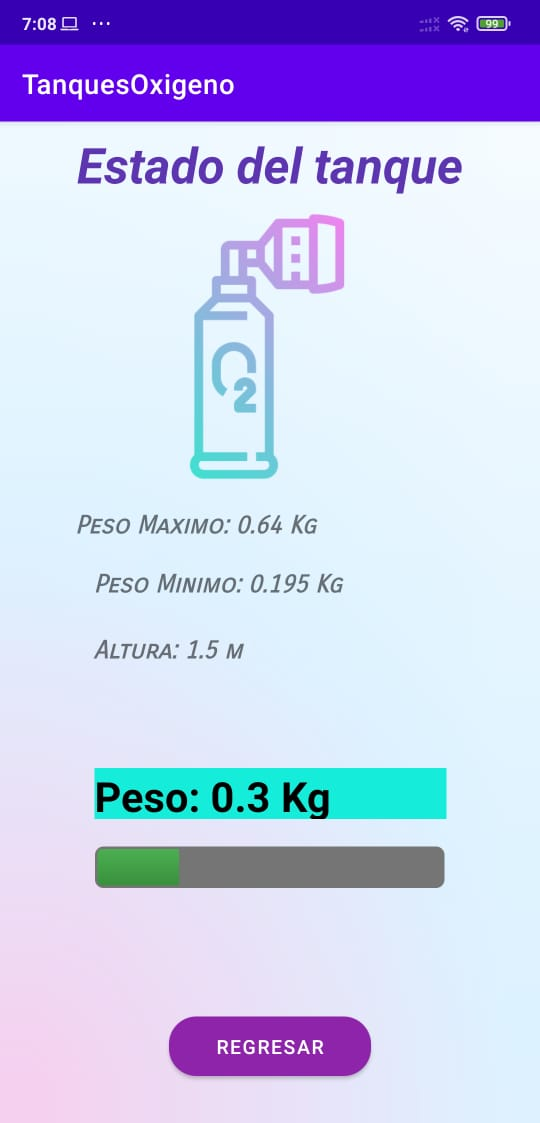 7:08
99
TanquesOxigeno
Estado del tanque
O2
Peso Maximo: 0.64 Kg
Peso Minimo: 0.195 Kg
Altura: 1.5 m
Peso: 0.3 Kg
REGRESAR